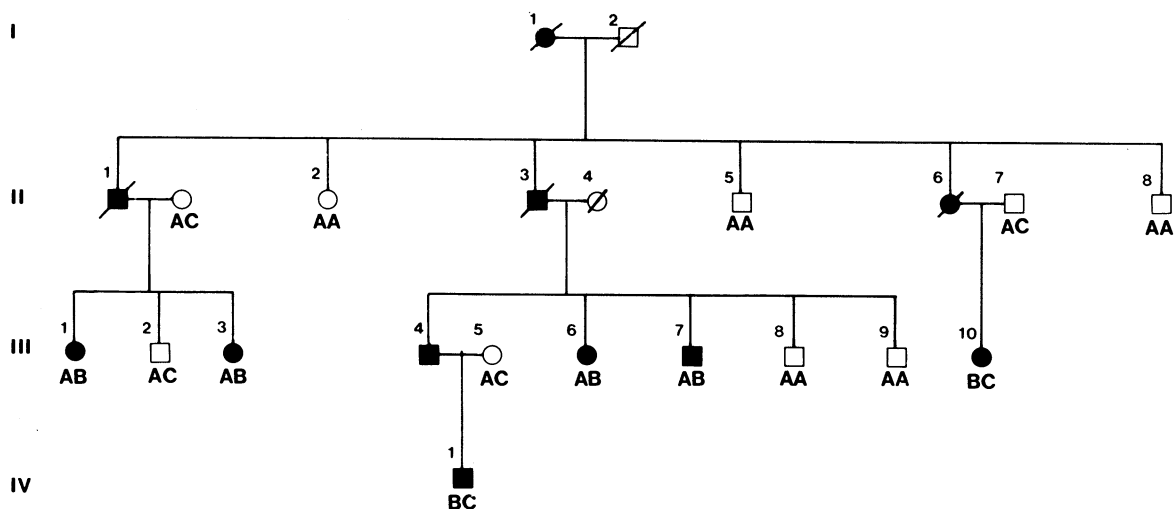 I
1 2
II
1 2 3 4 5 6 7 8
AC AA AA AC AA
III
1 2 3 4 5 6 7 8 9 10
AB AC AB AC AB AB AA AA BC
IV
1
BC